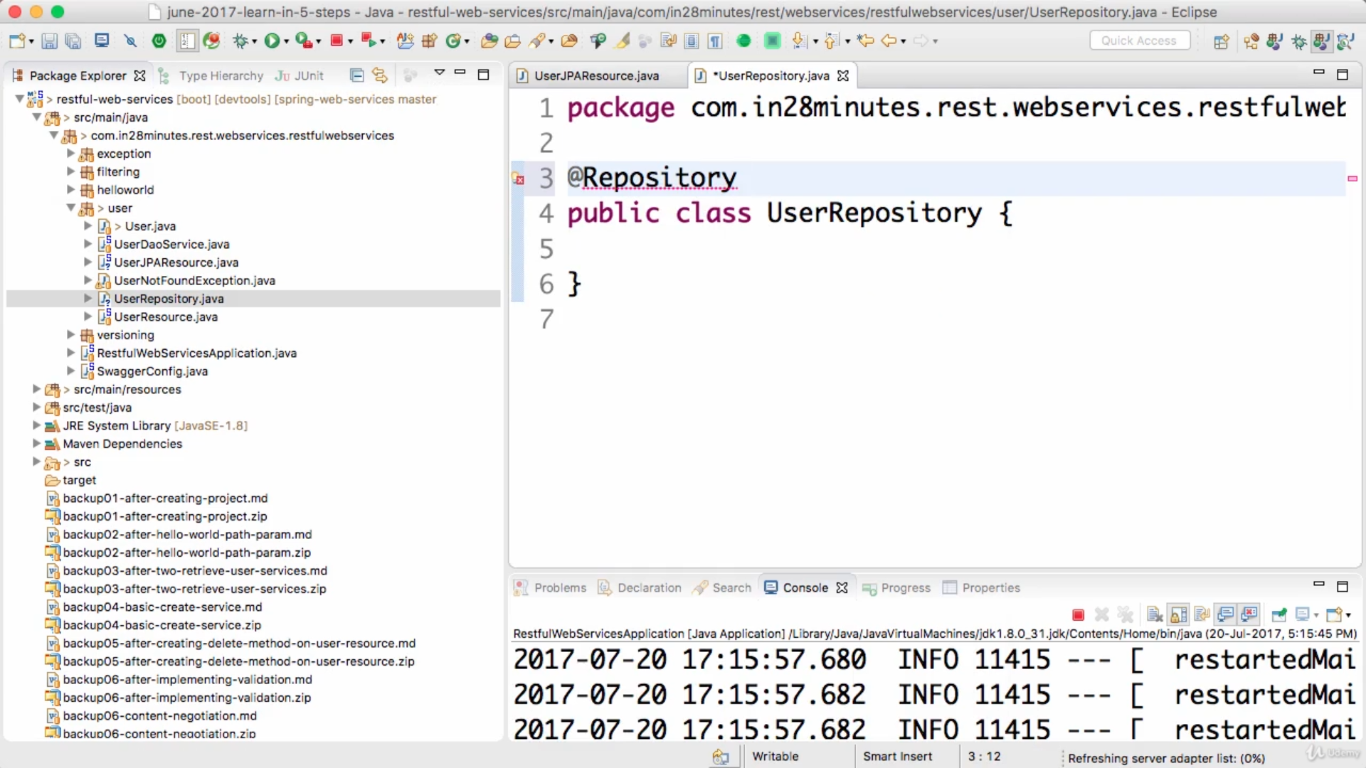 june-2017-learn-in-5-steps - Java - restful-web-services/src/main/java/com/in28minutes/rest/webservices/restfulwebservices/user/UserRepository.java - Eclipse
Quick Access
Package Explorer
Type Hierarchy
JUnit
> restful-web-services [boot] [devtools] [spring-web-services master
> src/main/java
> com.in28minutes.rest.webservices.restfulwebservices
exception
filtering
helloworld
> user
> User.java
UserDaoService.java
UserJPAResource.java
UserNotFoundException.java
UserRepository.java
UserResource.java
versioning
RestfulWebServicesApplication.java
SwaggerConfig.java
> src/main/resources
src/test/java
JRE System Library [JavaSE-1.8]
Maven Dependencies
> src
target
backup01-after-creating-project.md
backup01-after-creating-project.zip
backup02-after-hello-world-path-param.md
backup02-after-hello-world-path-param.zip
backup03-after-two-retrieve-user-services.md
backup03-after-two-retrieve-user-services.zip
backup04-basic-create-service.md
backup04-basic-create-service.zip
backup05-after-creating-delete-method-on-user-resource.md
backup05-after-creating-delete-method-on-user-resource.zip
backup06-after-implementing-validation.md
backup06-after-implementing-validation.zip
backup06-content-negotiation.md
backup06-content-negotiation.zip
UserJPAResource.java
*UserRepository.java
1 package com.in28minutes.rest.webservices.restfulweb
2
3 @Repository
4 public class UserRepository {
5
6 }
7
Problems
Declaration
Search
Console
Progress
Properties
RestfulWebServicesApplication [Java Application] /Library/Java/JavaVirtualMachines/jdk1.8.0_31.jdk/Contents/Home/bin/java (20-Jul-2017, 5:15:45 PM)
2017-07-20 17:15:57.680 INFO 11415 --- [ restartedMai
2017-07-20 17:15:57.682 INFO 11415 --- [ restartedMai
2017-07-20 17:15:57.682 INFO 11415 --- [ restartedMai
Writable
Smart Insert
3 : 12
Refreshing server adapter list: (0%)
Udemy